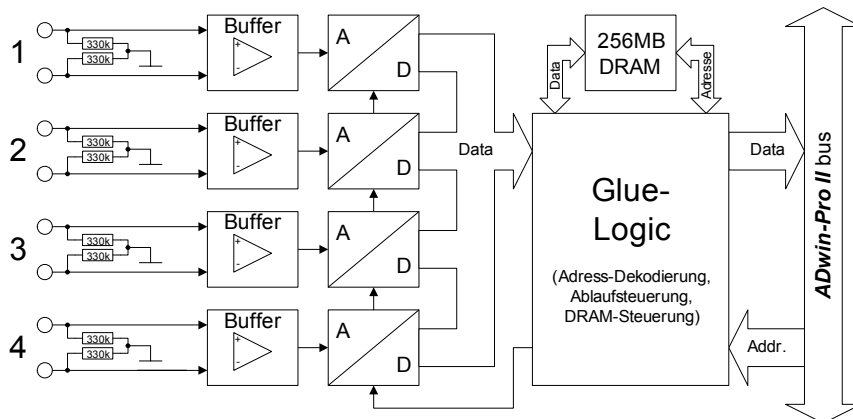 1
330k
330k
Buffer
+
-
A
D
2
330k
330k
Buffer
+
-
A
D
3
330k
330k
Buffer
+
-
A
D
4
330k
330k
Buffer
+
-
A
D
Data
256MB
DRAM
Data
Adresse
Glue-
Logic
(Adress-Dekodierung,
Ablaufsteuerung,
DRAM-Steuerung)
Data
Addr.
ADwin-Pro II bus